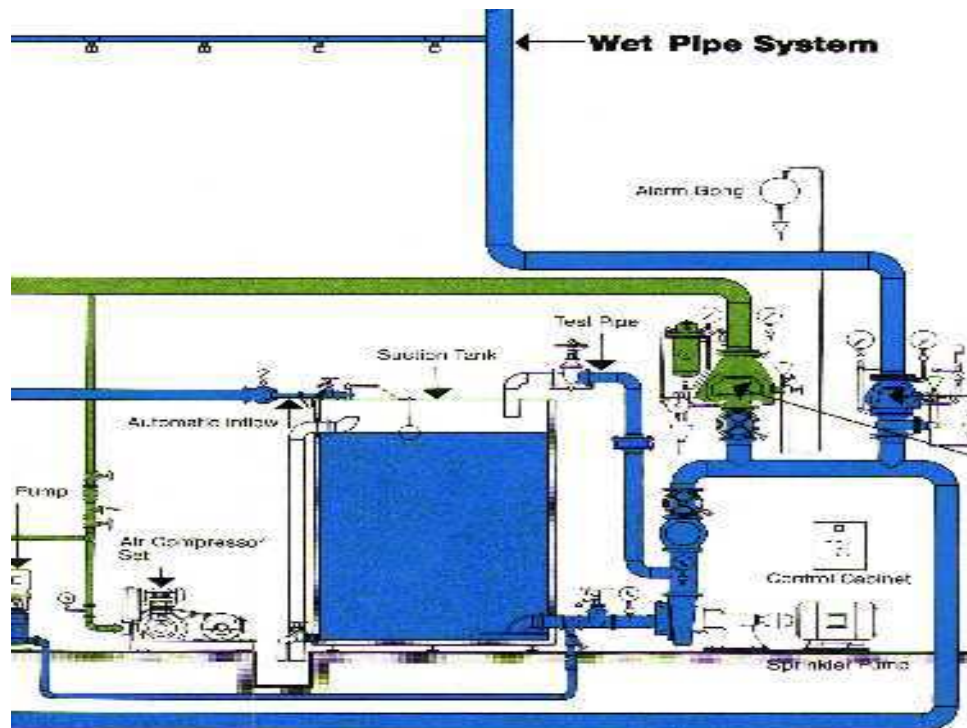 Wet Pipe System
Alarm Gong
Test Pipe
Suction Tank
Automatic Inflow
Pump
Air Compressor
Set
Control Cabinet
Sprinkler Pump